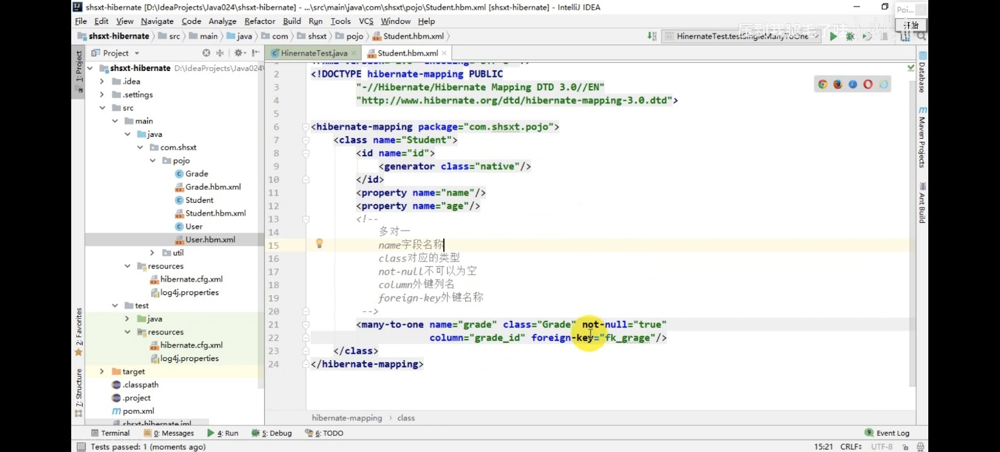 shsxt-hibernate [D:\IdeaProjects\Java024\shsxt-hibernate] - ...\src\main\java\com\shsxt\pojo\Student.hbm.xml [shsxt-hibernate] - IntelliJ IDEA
Poi...
File Edit View Navigate Code Analyze Refactor Build Run Tools VCS Window Help
开始
shsxt-hibernate src main java com shsxt pojo Student.hbm.xml
HinernateTest.testSingleManyToOne
Project
HinernateTest.java
Student.hbm.xml
1: Project
2: Favorites
7: Structure
shsxt-hibernate D:\IdeaProjects\Java024\
.idea
.settings
src
main
java
com.shsxt
pojo
Grade
Grade.hbm.xml
Student
Student.hbm.xml
User
User.hbm.xml
util
resources
hibernate.cfg.xml
log4j.properties
test
java
resources
hibernate.cfg.xml
log4j.properties
target
.classpath
.project
pom.xml
shsxt-hibernate.iml
2 <!DOCTYPE hibernate-mapping PUBLIC
3 "-//Hibernate/Hibernate Mapping DTD 3.0//EN"
4 "http://www.hibernate.org/dtd/hibernate-mapping-3.0.dtd">
5
6 <hibernate-mapping package="com.shsxt.pojo">
7 <class name="Student">
8 <id name="id">
9 <generator class="native"/>
10 </id>
11 <property name="name"/>
12 <property name="age"/>
13 <!--
14 多对一
15 name字段名称
16 class对应的类型
17 not-null不可以为空
18 column外键列名
19 foreign-key外键名称
20 -->
21 <many-to-one name="grade" class="Grade" not-null="true"
22 column="grade_id" foreign-key="fk_grage"/>
23 </class>
24 </hibernate-mapping>
Database
Maven Projects
Ant Build
hibernate-mapping › class
Terminal 0: Messages 4: Run 5: Debug 6: TODO
9 Event Log
Tests passed: 1 (moments ago)
15:21 CRLF UTF-8